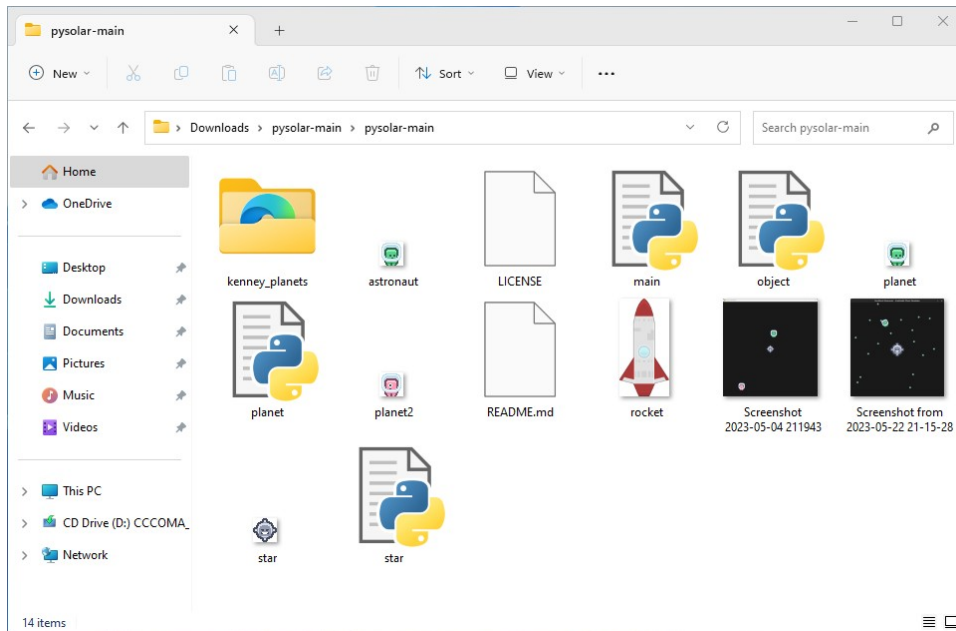 pysolar-main
New
Sort
View
Downloads > pysolar-main > pysolar-main
Search pysolar-main
Home
OneDrive
Desktop
Downloads
Documents
Pictures
Music
Videos
This PC
CD Drive (D:) CCCOMA_
Network
kenney_planets
astronaut
LICENSE
main
object
planet
planet
planet2
README.md
rocket
Screenshot
2023-05-04 211943
Screenshot from
2023-05-22 21-15-28
star
star
14 items